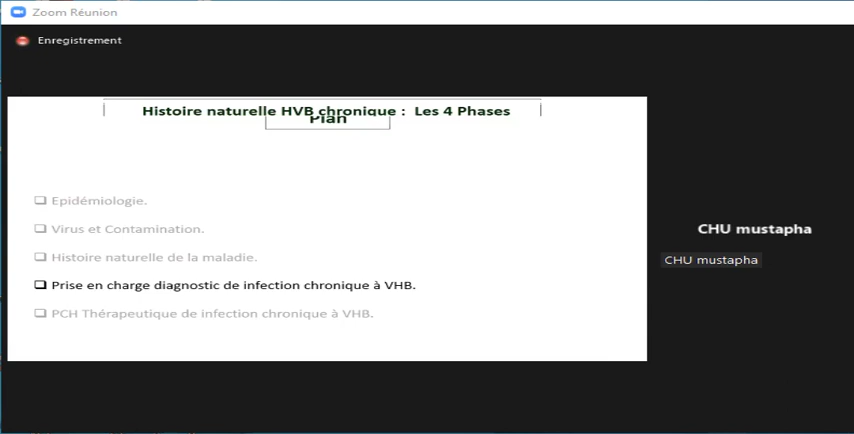 Zoom Réunion
Enregistrement
Histoire naturelle HVB chronique : Les 4 Phases
Plan
❑ Epidémiologie.
❑ Virus et Contamination.
❑ Histoire naturelle de la maladie.
❑ Prise en charge diagnostic de infection chronique à VHB.
❑ PCH Thérapeutique de infection chronique à VHB.
CHU mustapha
CHU mustapha